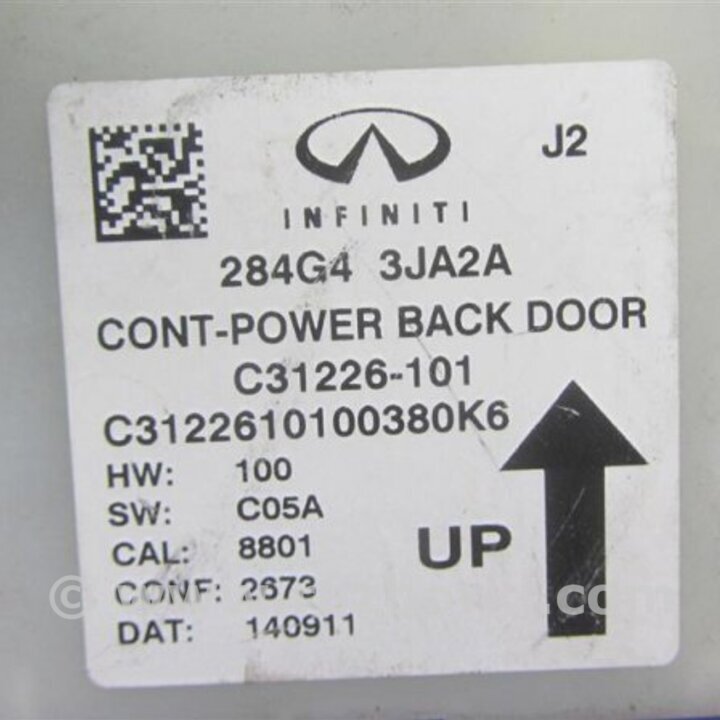 J2
INFINITI
284G4 3JA2A
CONT-POWER BACK DOOR
C31226-101
C3122610100380K6
HW: 100
SW: C05A
CAL: 8801
CONF: 2673
DAT: 140911
UP